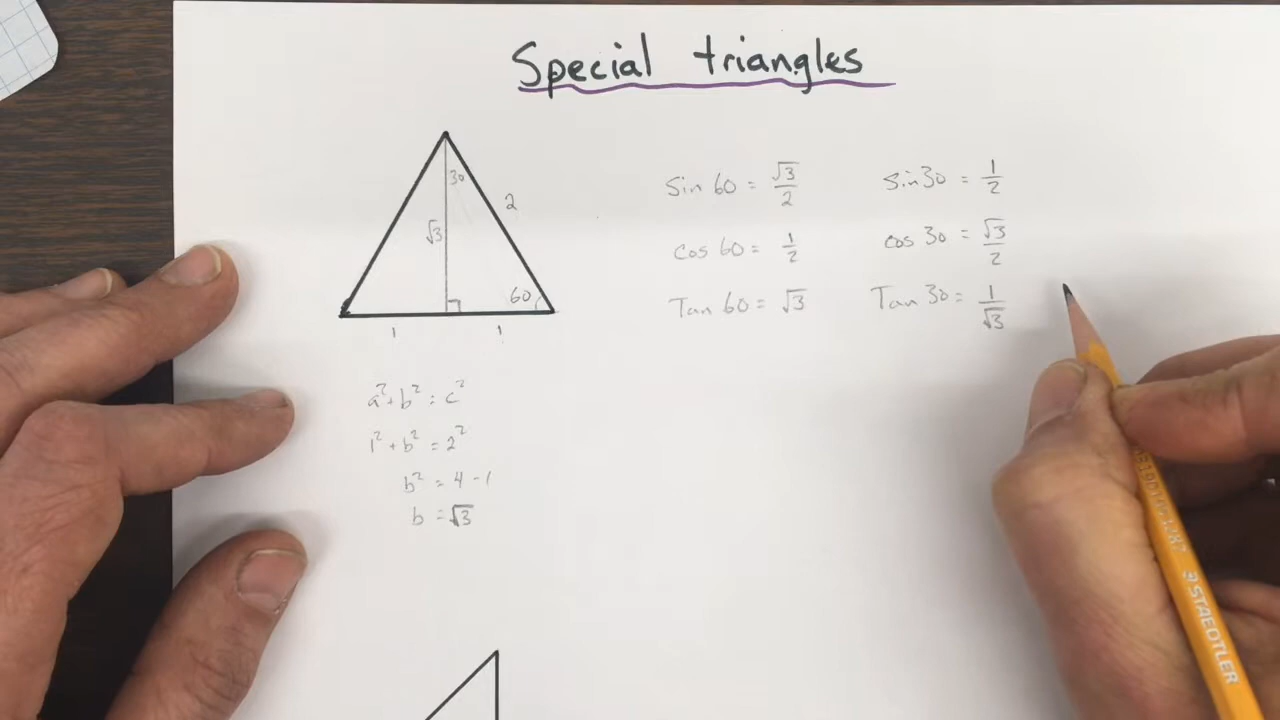 Special triangles
30
2
√3
60
1 1
sin 60 = √3/2
cos 60 = 1/2
Tan 60 = √3
sin30 = 1/2
cos 30 = √3/2
Tan 30 = 1/√3
a² + b² = c²
1² + b² = 2²
b² = 4 - 1
b = √3
STAEDTLER